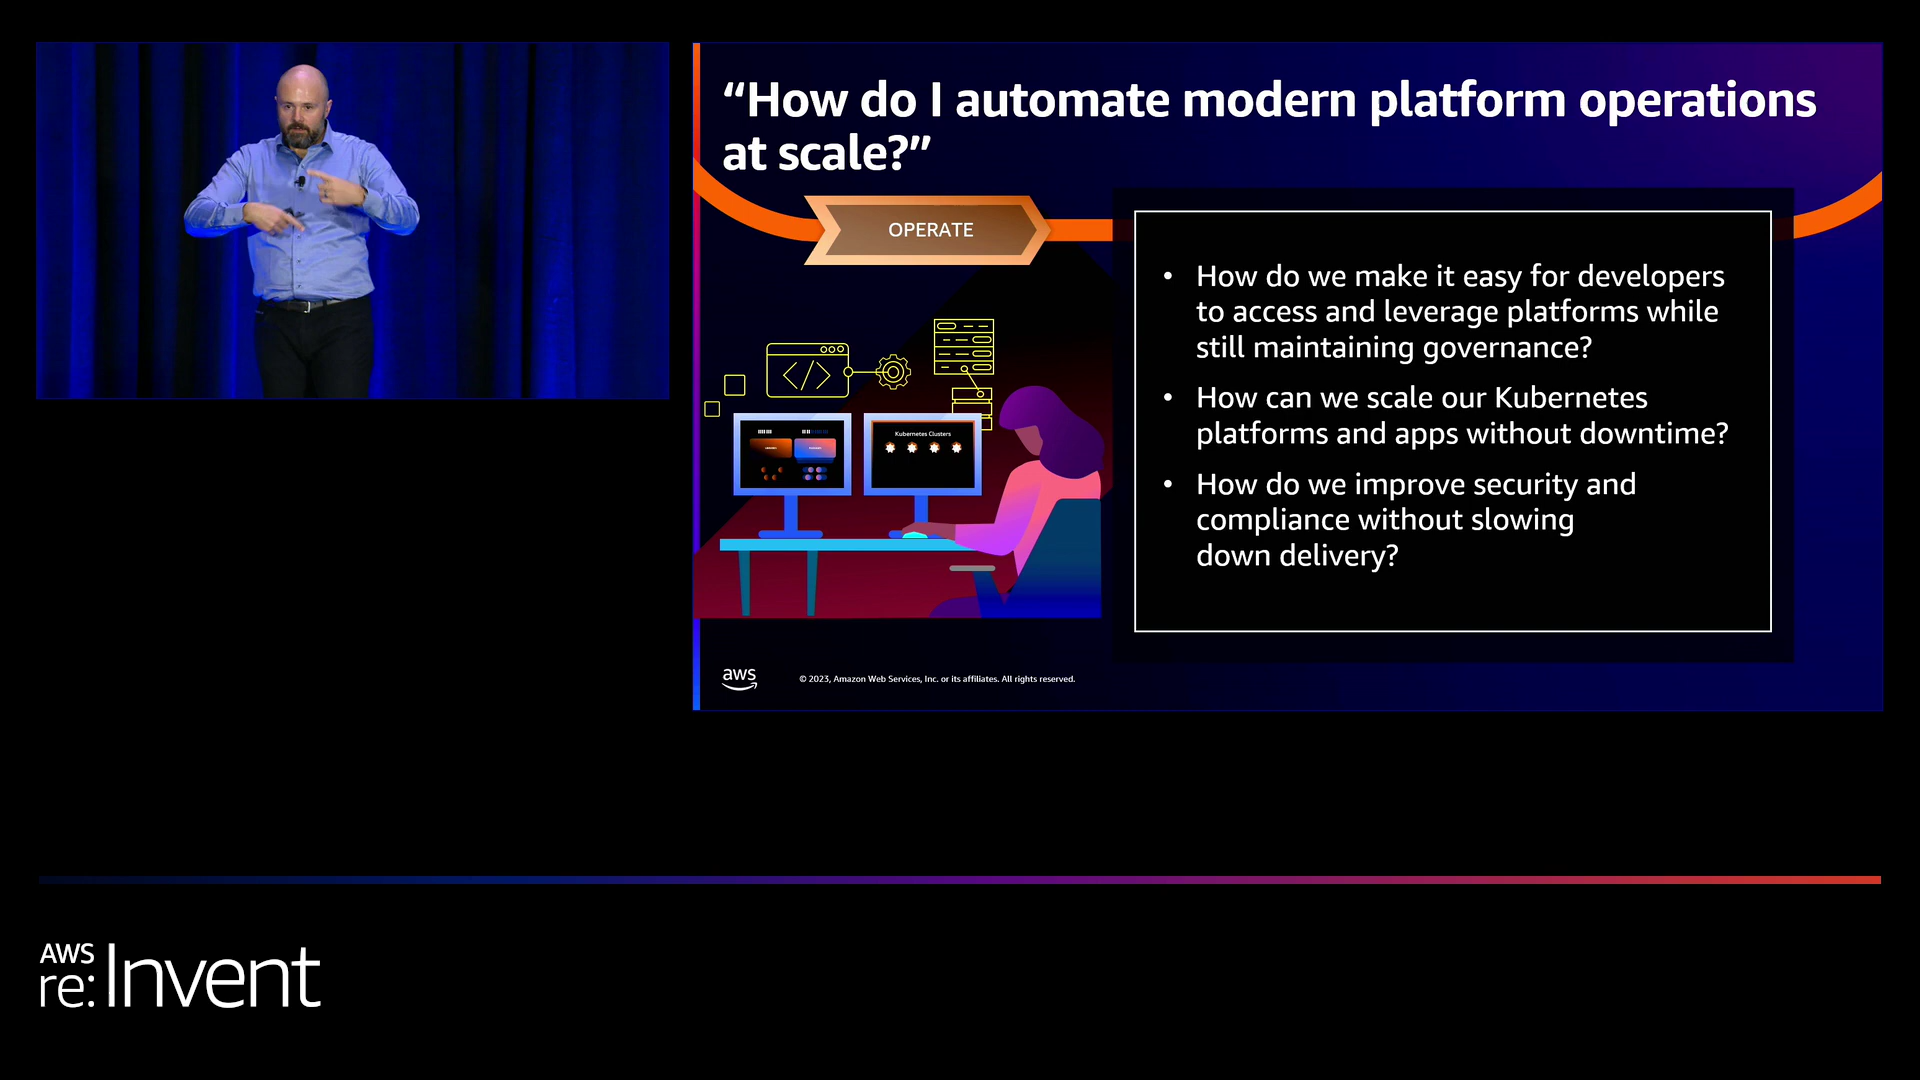 “How do I automate modern platform operations
at scale?”
OPERATE
• How do we make it easy for developers
to access and leverage platforms while
still maintaining governance?
• How can we scale our Kubernetes
platforms and apps without downtime?
• How do we improve security and
compliance without slowing
down delivery?
Kubernetes Clusters
aws
© 2023, Amazon Web Services, Inc. or its affiliates. All rights reserved.
AWS
re:Invent